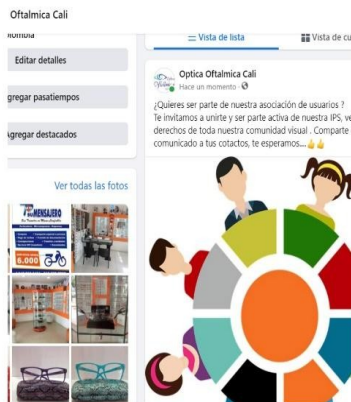 Oftalmica Cali
Editar detalles
gregar pasatiempos
Agregar destacados
Ver todas las fotos
MENSAJERO
6.000
Vista de lista
Vista de cu
Optica Oftalmica Cali
Hace un momento ·
¿Quieres ser parte de nuestra asociación de usuarios ?
Te invitamos a unirte y ser parte activa de nuestra IPS, ve
derechos de toda nuestra comunidad visual . Comparte
comunicado a tus cotactos, te esperamos...